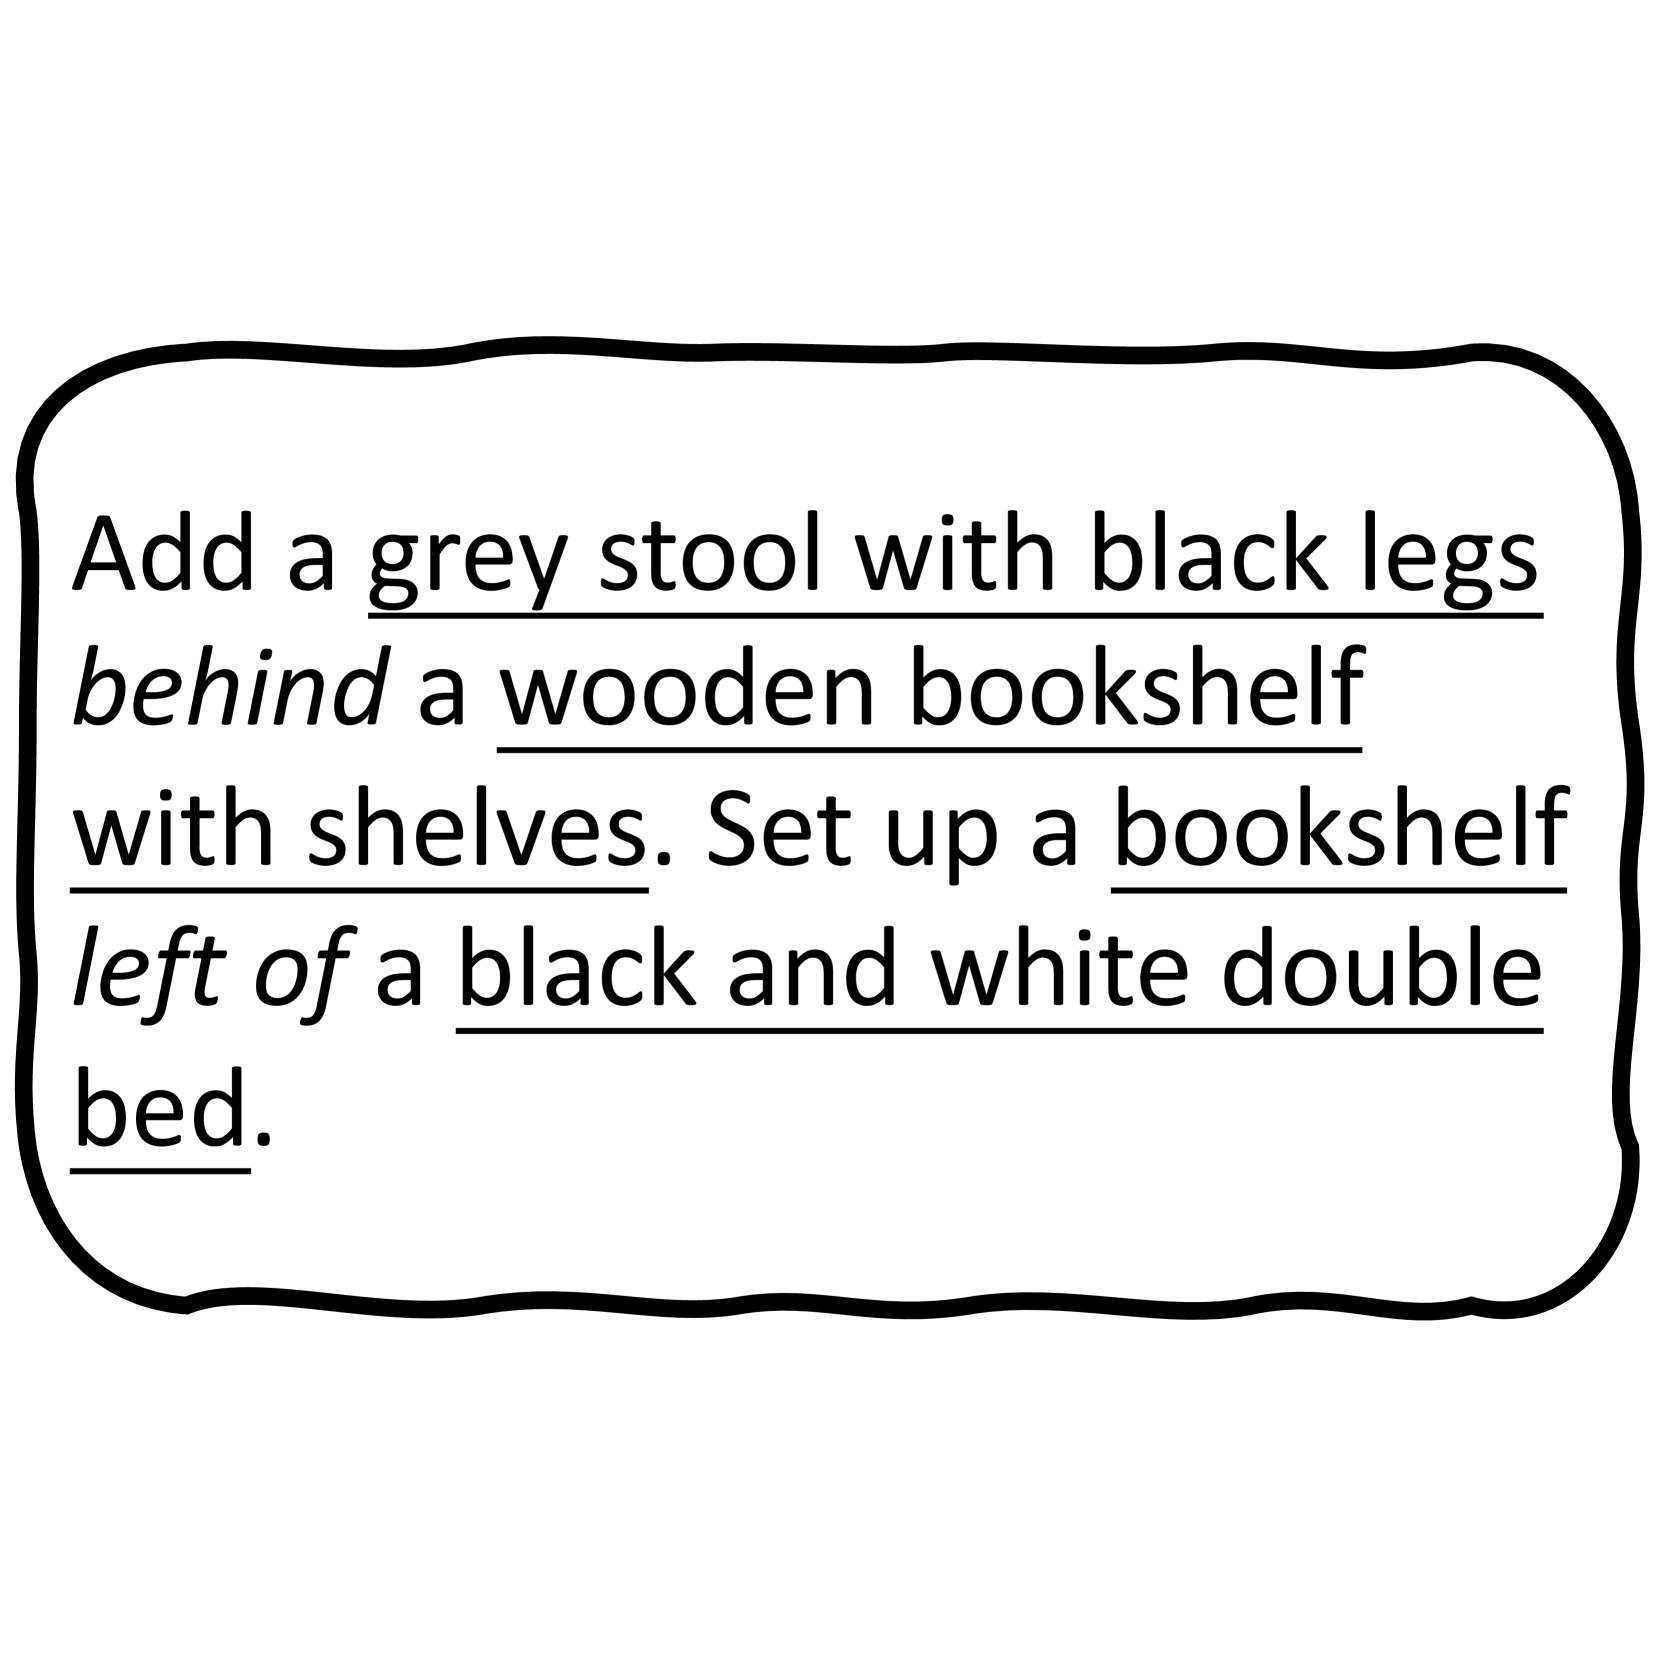 Add a grey stool with black legs
behind a wooden bookshelf
with shelves. Set up a bookshelf
left of a black and white double
bed.